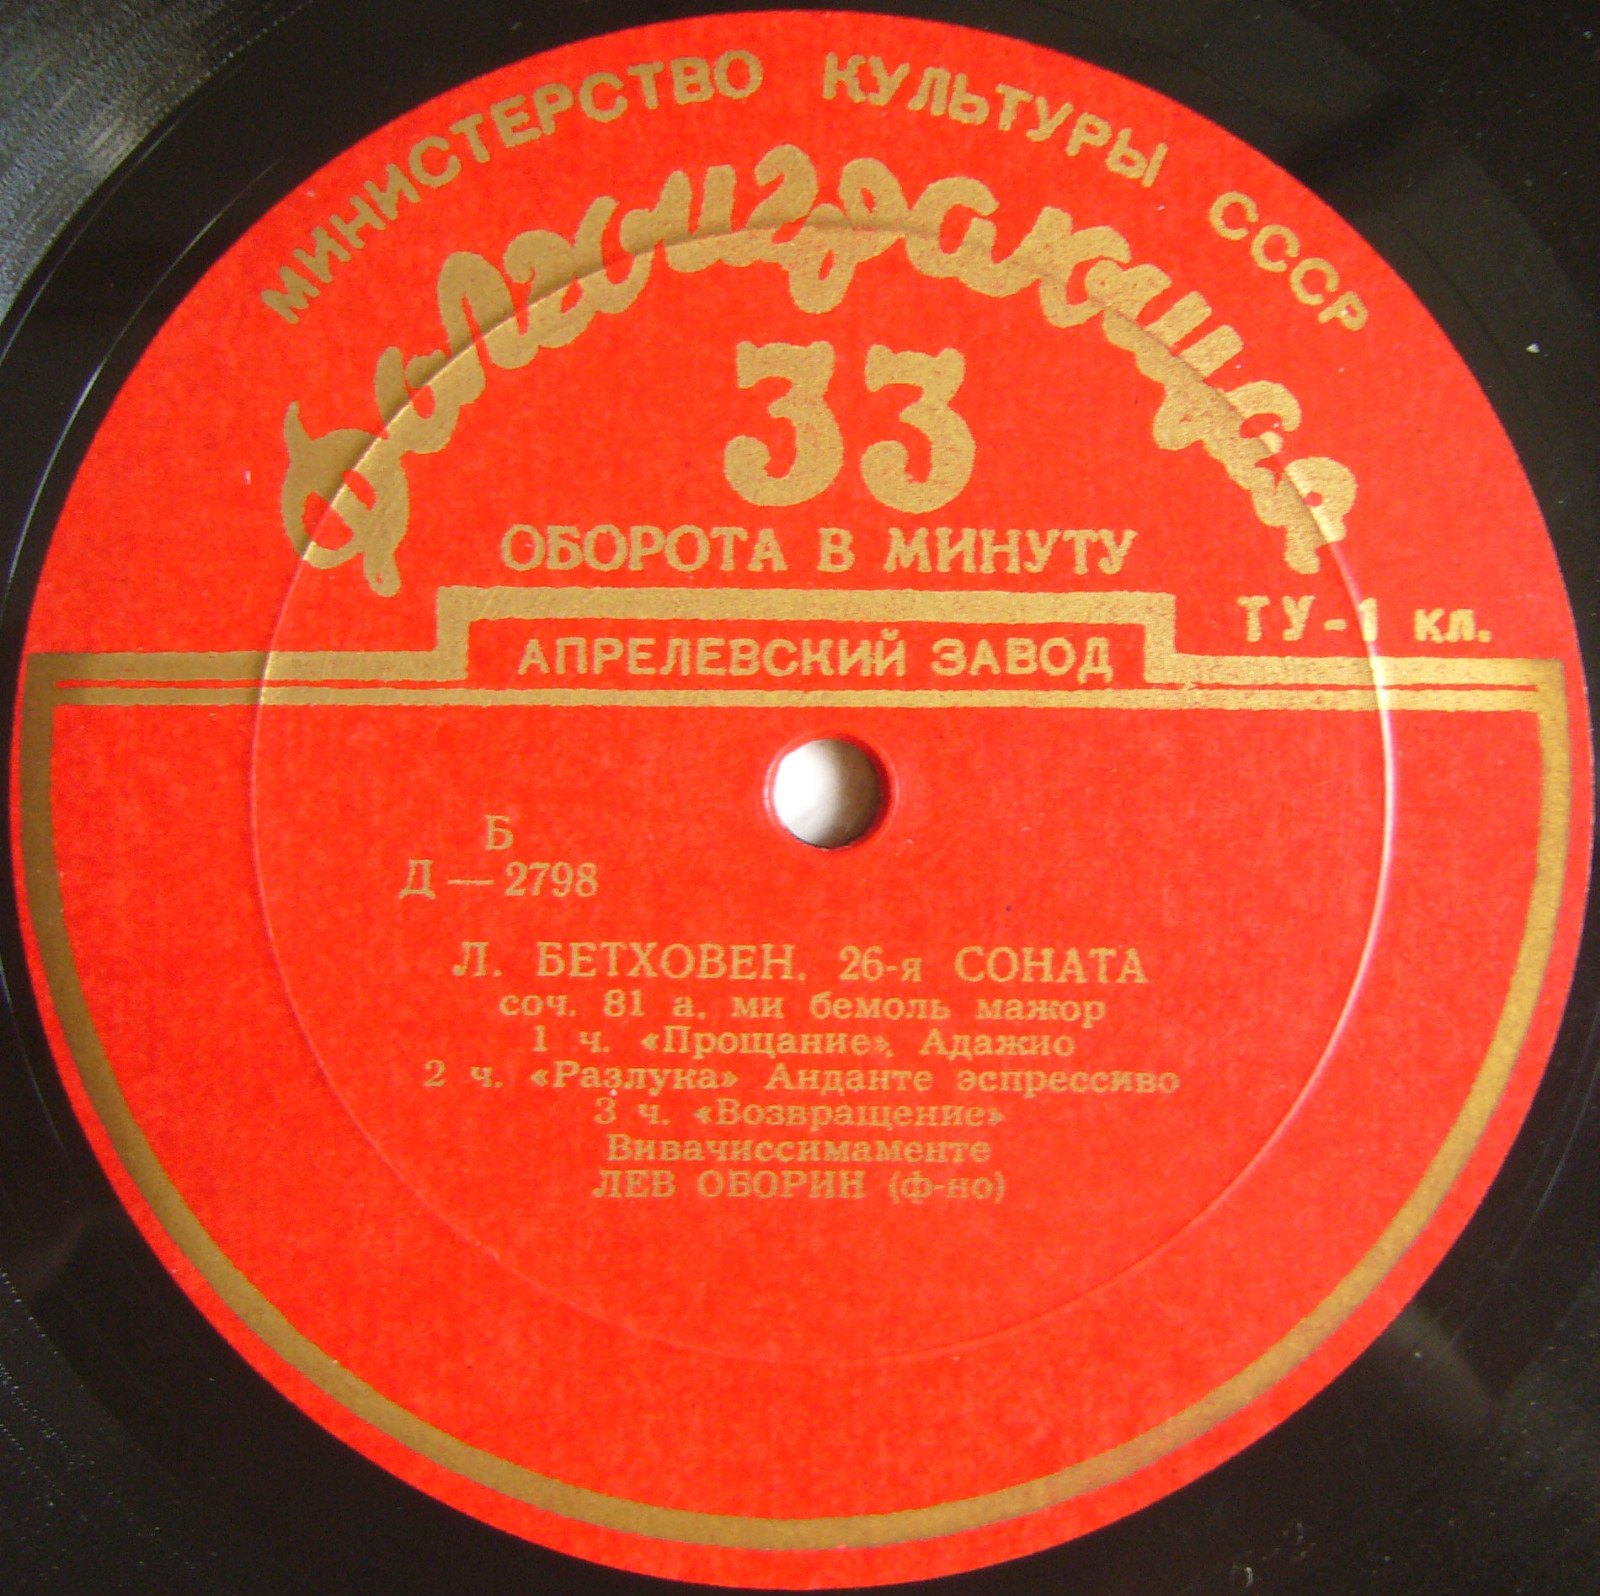 МИНИСТЕРСТВО КУЛЬТУРЫ СССР
Долгоиграющая
33
ОБОРОТА В МИНУТУ
ТУ-1 кл.
АПРЕЛЕВСКИЙ ЗАВОД
Б
Д — 2798
Л. БЕТХОВЕН. 26-я СОНАТА
соч. 81 а, ми бемоль мажор
1 ч. «Прощание». Адажио
2 ч. «Разлука» Анданте эспрессиво
3 ч. «Возвращение»
Вивачиссимаменте
ЛЕВ ОБОРИН (ф-но)